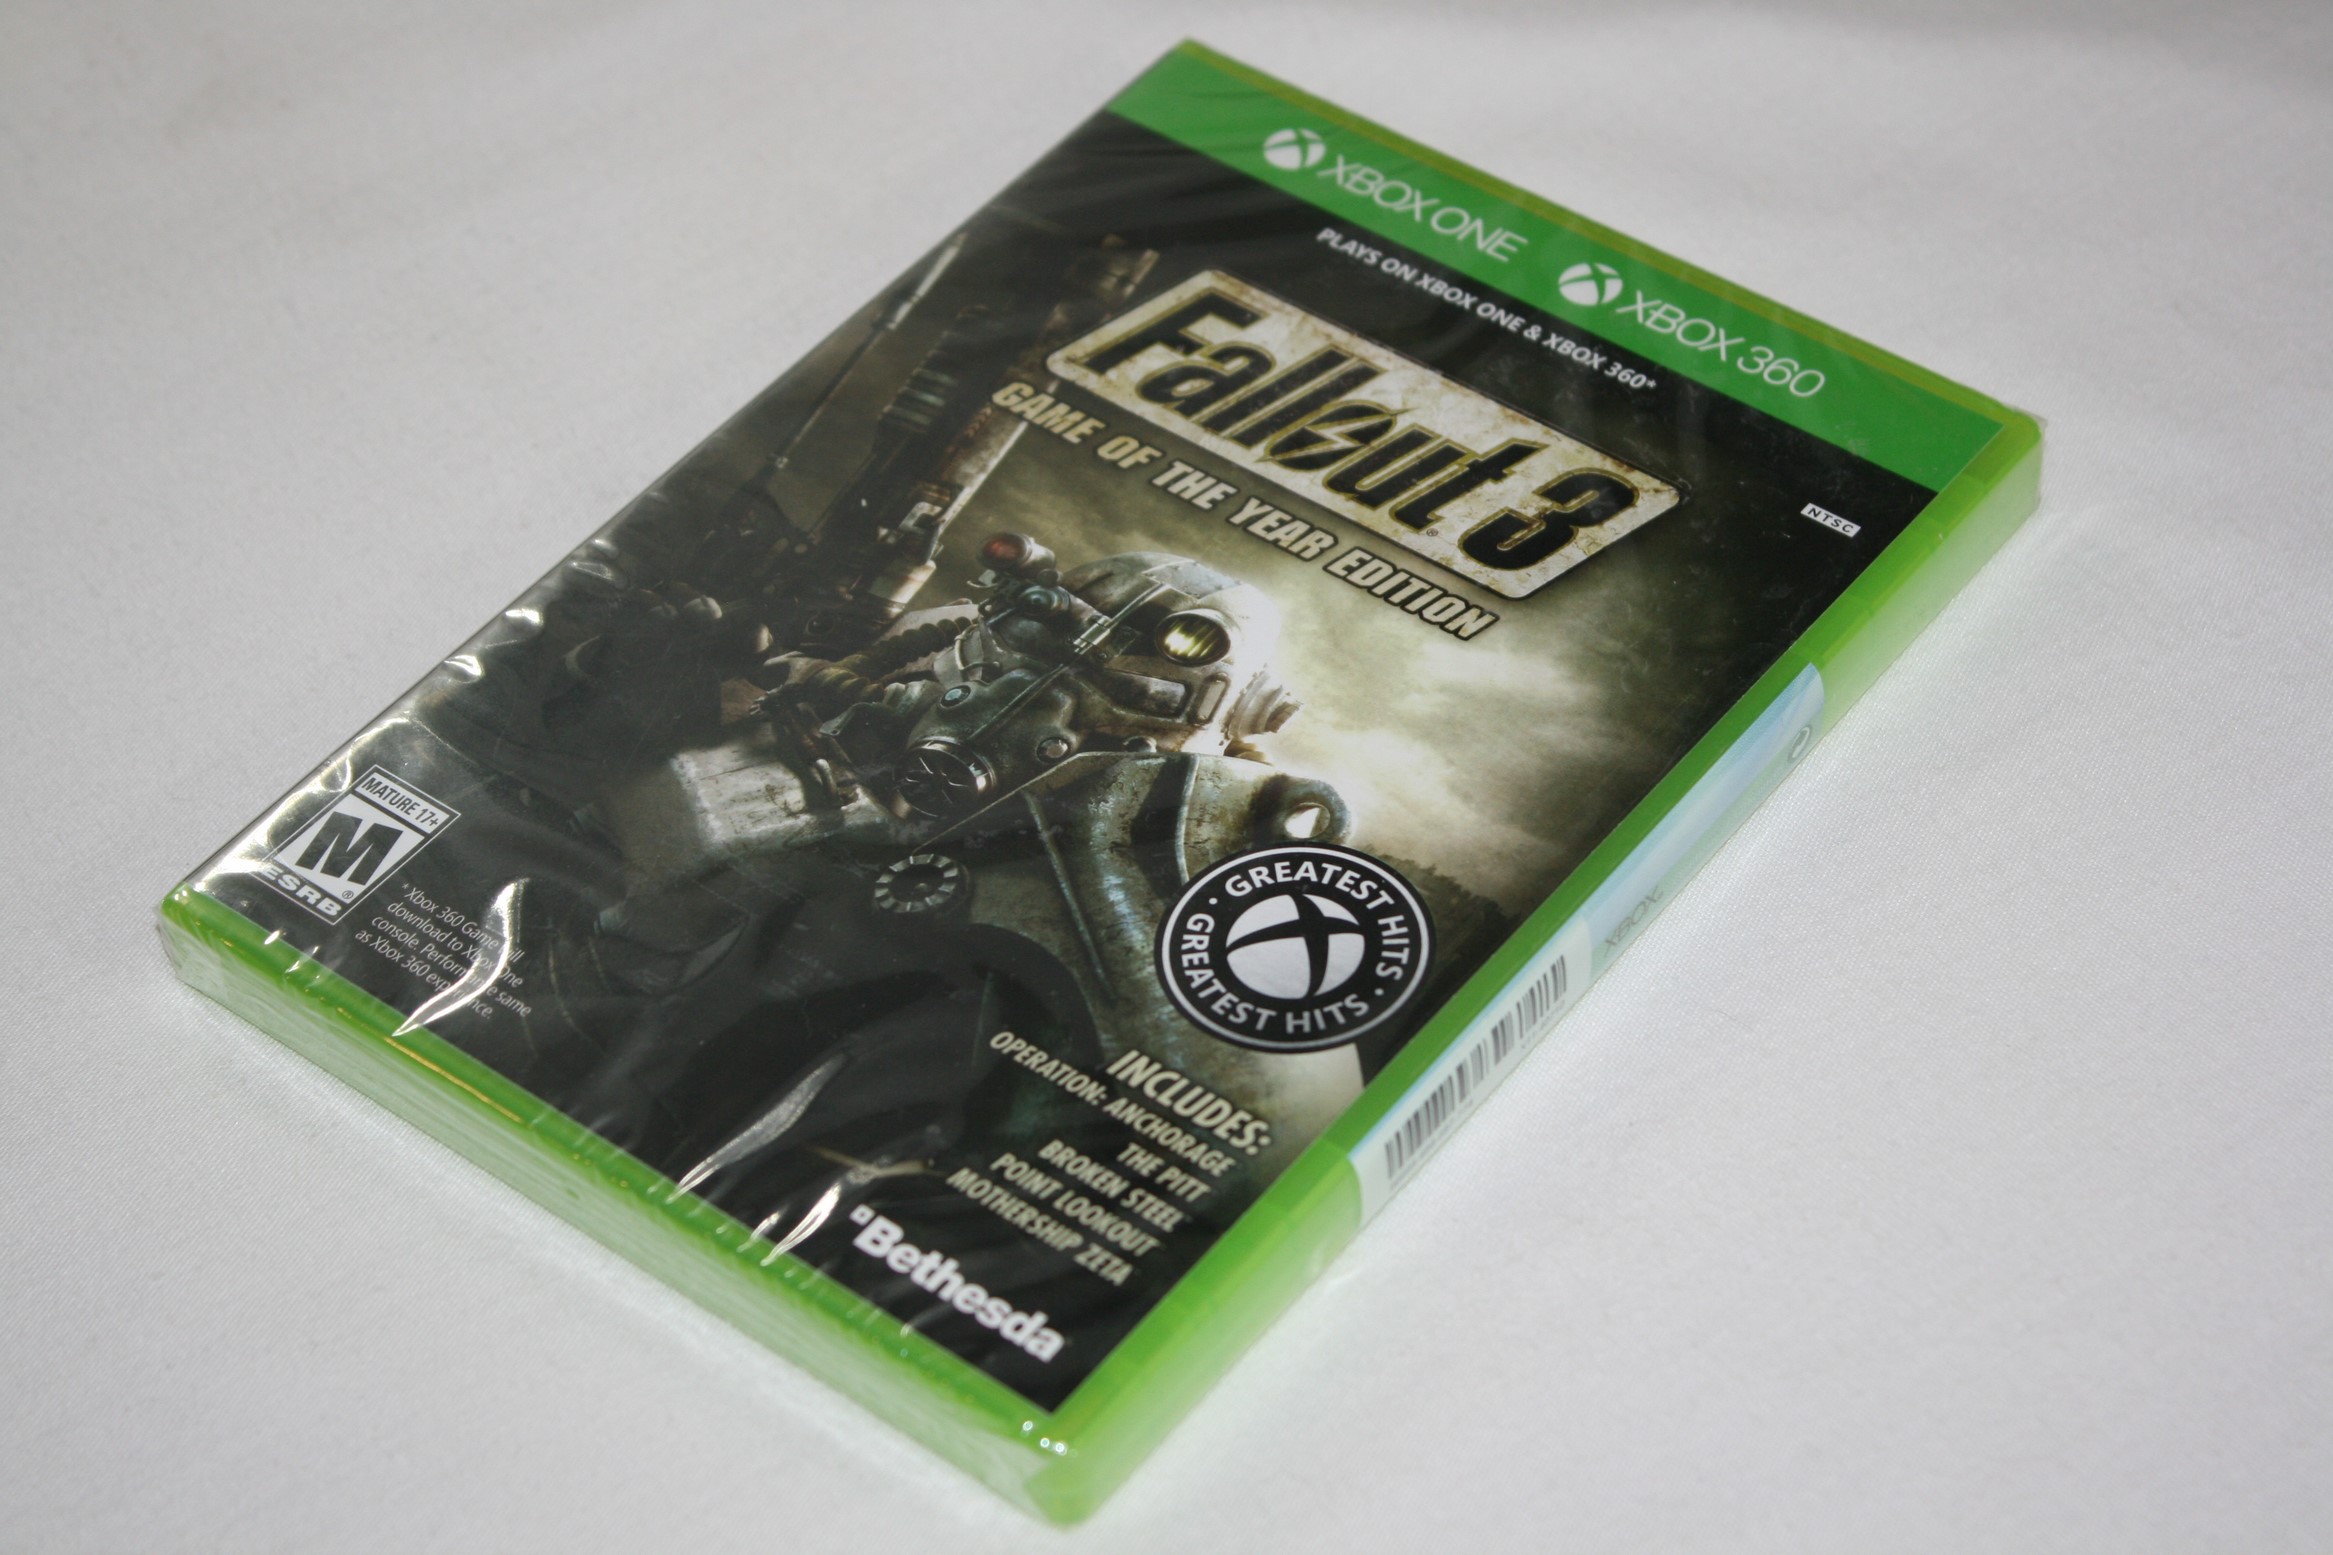 XBOX ONE
XBOX 360
PLAYS ON XBOX ONE & XBOX 360*
NTSC
Fallout 3
GAME OF THE YEAR EDITION
GREATEST HITS · GREATEST HITS ·
MATURE 17+
M
ESRB
* Xbox 360 Game will
download to Xbox One
console. Performance same
as Xbox 360 experience.
INCLUDES:
OPERATION: ANCHORAGE
THE PITT
BROKEN STEEL
POINT LOOKOUT
MOTHERSHIP ZETA
Bethesda
XBOX